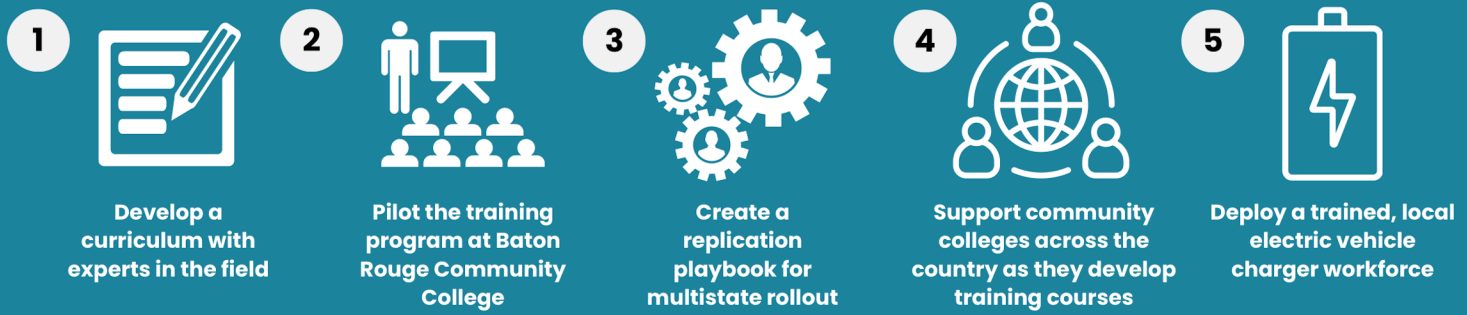 1
Develop a
curriculum with
experts in the field
2
Pilot the training
program at Baton
Rouge Community
College
3
Create a
replication
playbook for
multistate rollout
4
Support community
colleges across the
country as they develop
training courses
5
Deploy a trained, local
electric vehicle
charger workforce